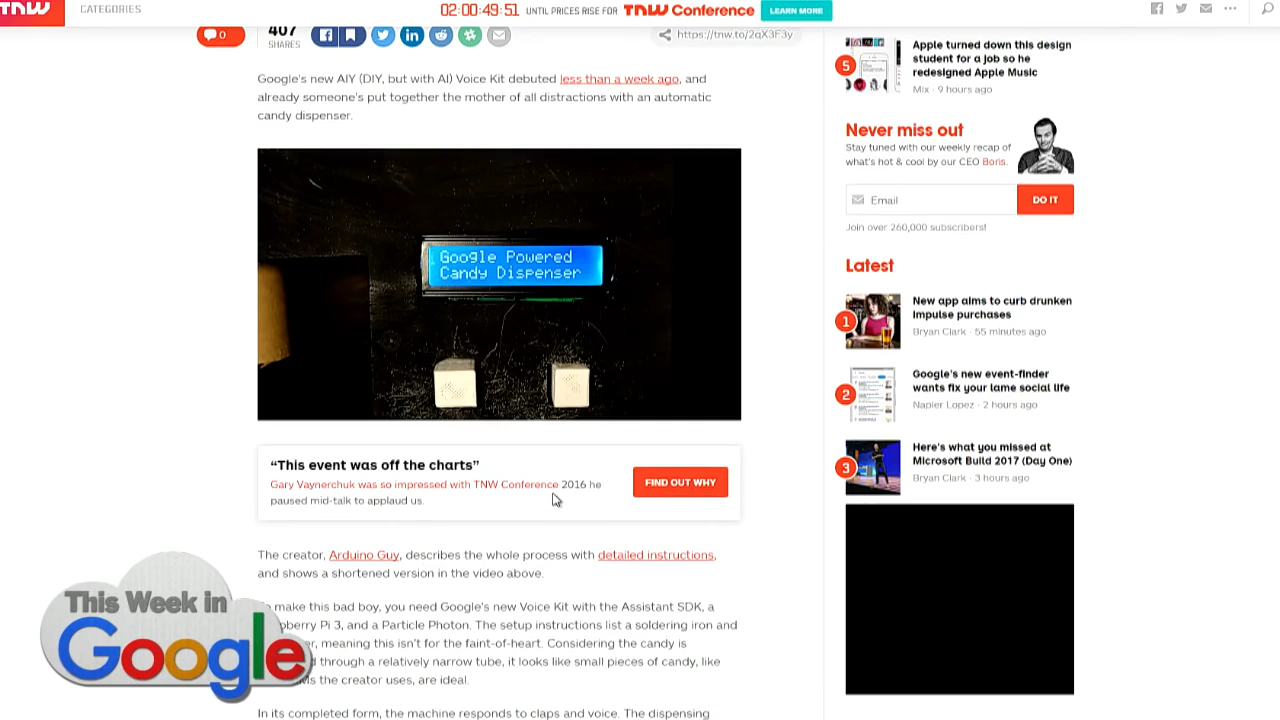 TNW
CATEGORIES
02:00:49:51 UNTIL PRICES RISE FOR TNW Conference
LEARN MORE
0
407
SHARES
https://tnw.to/2qX3F3y
Google's new AIY (DIY, but with AI) Voice Kit debuted less than a week ago, and
already someone's put together the mother of all distractions with an automatic
candy dispenser.
Google Powered
Candy Dispenser
“This event was off the charts”
Gary Vaynerchuk was so impressed with TNW Conference 2016 he
paused mid-talk to applaud us.
FIND OUT WHY
The creator, Arduino Guy, describes the whole process with detailed instructions,
and shows a shortened version in the video above.
make this bad boy, you need Google's new Voice Kit with the Assistant SDK, a
pberry Pi 3, and a Particle Photon. The setup instructions list a soldering iron and
er, meaning this isn't for the faint-of-heart. Considering the candy is
through a relatively narrow tube, it looks like small pieces of candy, like
the creator uses, are ideal.
In its completed form, the machine responds to claps and voice. The dispensing
This Week in
Google
5
Apple turned down this design
student for a job so he
redesigned Apple Music
Mix · 9 hours ago
Never miss out
Stay tuned with our weekly recap of
what's hot & cool by our CEO Boris.
Email
DO IT
Join over 260,000 subscribers!
Latest
1
New app aims to curb drunken
impulse purchases
Bryan Clark · 55 minutes ago
2
Google's new event-finder
wants fix your lame social life
Napier Lopez · 2 hours ago
3
Here's what you missed at
Microsoft Build 2017 (Day One)
Bryan Clark · 3 hours ago